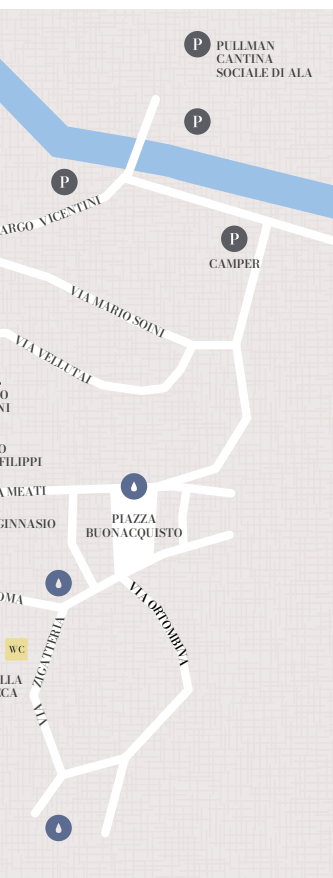 P PULLMAN
CANTINA
SOCIALE DI ALA
P
P
ARGO VICENTINI
P
CAMPER
VIA MARIO SOINI
VIA VELLUTAI
O
NI
O
FILIPPI
A MEATI
GINNASIO
PIAZZA
BUONACQUISTO
OMA
VIA ORTOMBINA
VIA ZIGATTERIA
WC
LLA
CA